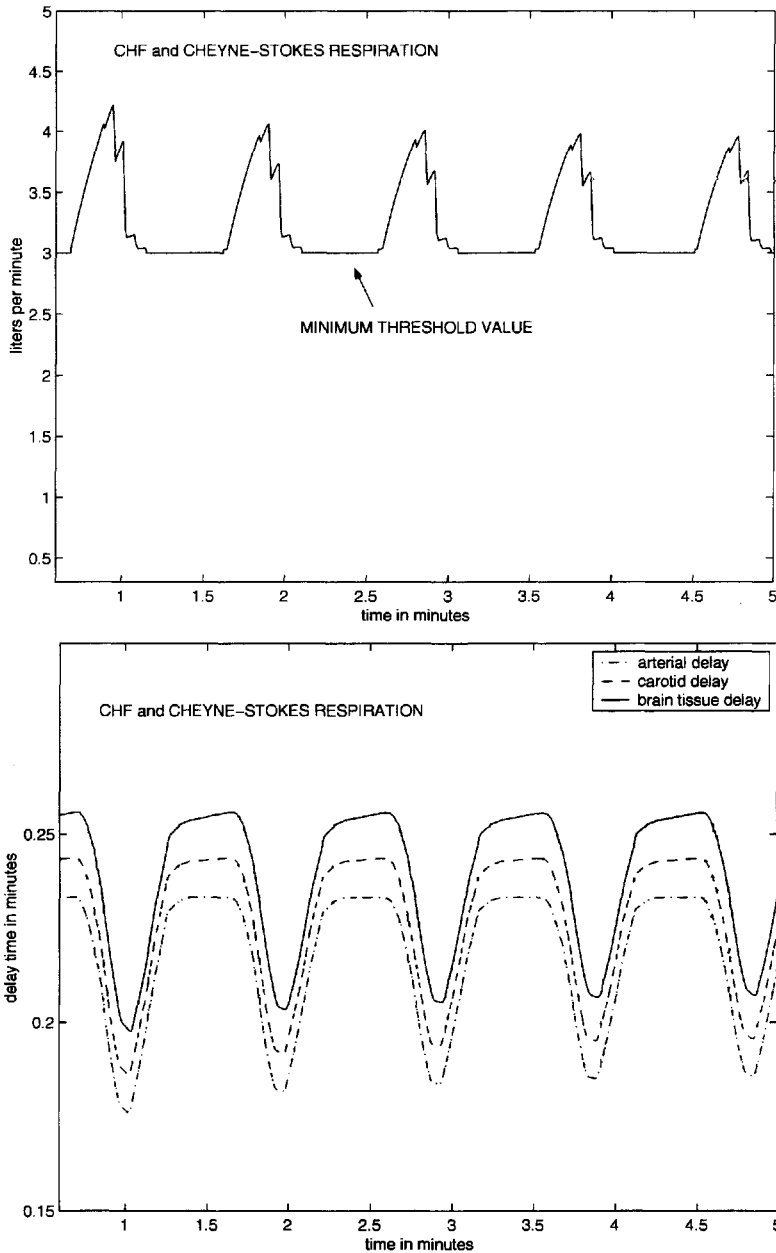 5
CHF and CHEYNE–STOKES RESPIRATION
4.5
4
3.5
3
MINIMUM THRESHOLD VALUE
2.5
2
1.5
1
0.5
liters per minute
1 1.5 2 2.5 3 3.5 4 4.5 5
time in minutes
arterial delay
carotid delay
brain tissue delay
CHF and CHEYNE–STOKES RESPIRATION
0.25
0.2
0.15
delay time in minutes
1 1.5 2 2.5 3 3.5 4 4.5 5
time in minutes